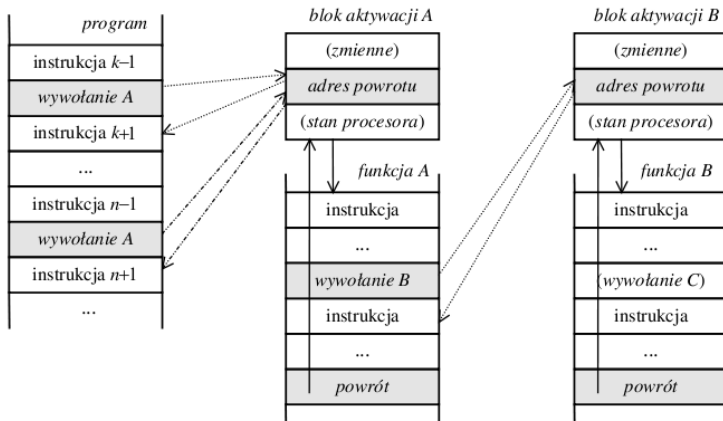 program
instrukcja k–1
wywołanie A
instrukcja k+1
...
instrukcja n–1
wywołanie A
instrukcja n+1
...
blok aktywacji A
(zmienne)
adres powrotu
(stan procesora)
funkcja A
instrukcja
...
wywołanie B
instrukcja
...
powrót
blok aktywacji B
(zmienne)
adres powrotu
(stan procesora)
funkcja B
instrukcja
...
(wywołanie C)
instrukcja
...
powrót